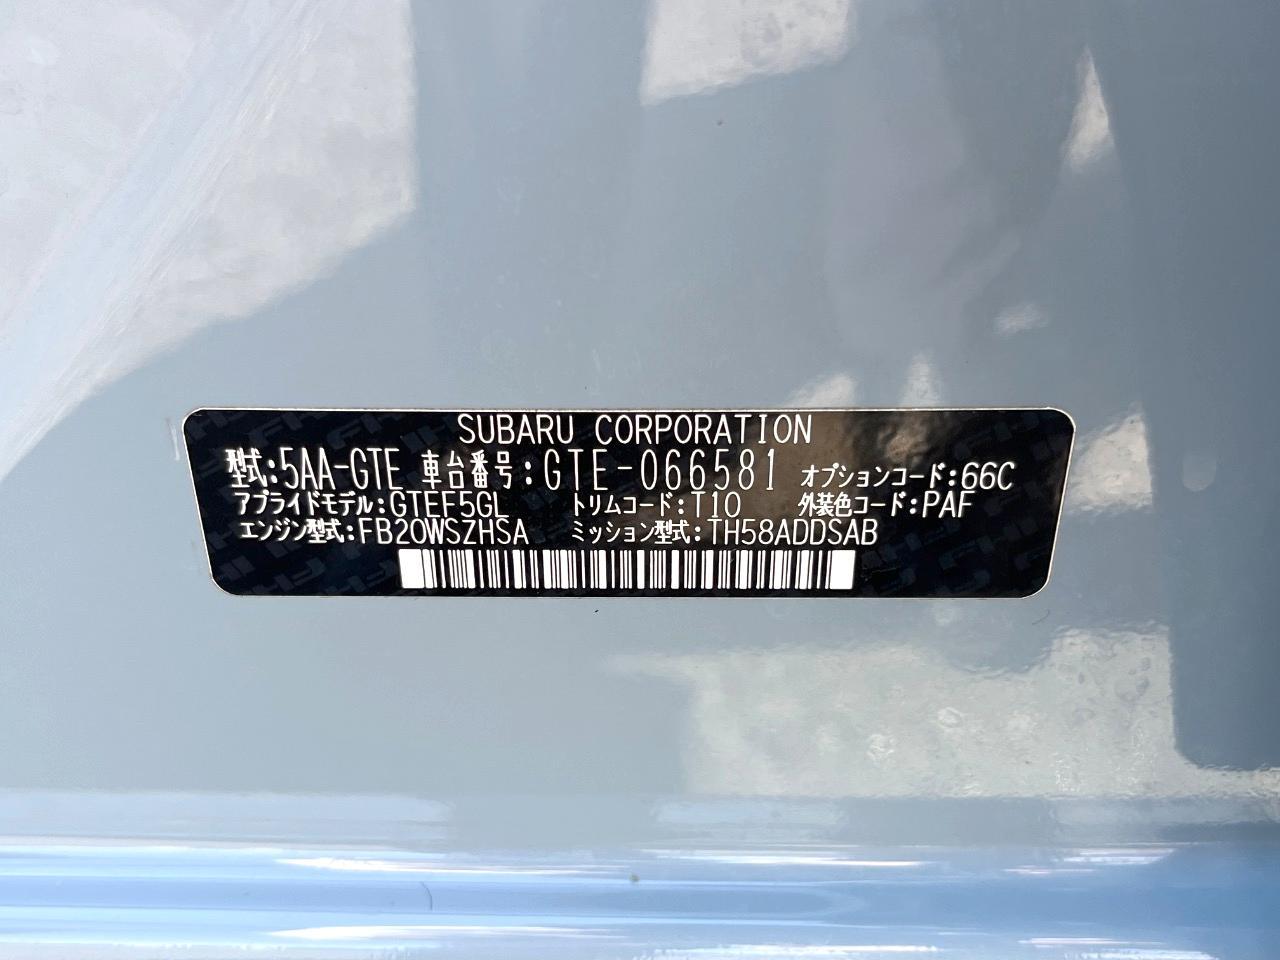 SUBARU CORPORATION
型式:5AA-GTE 車台番号:GTE-066581 オプションコード:66C
アプライドモデル:GTEF5GL トリムコード:T10 外装色コード:PAF
エンジン型式:FB20WSZHSA ミッション型式:TH58ADDSAB